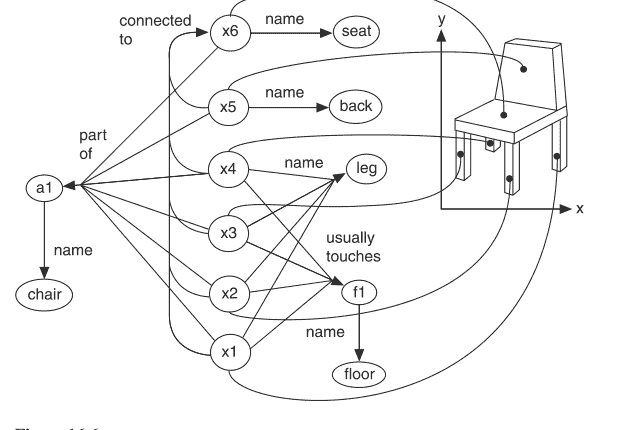 connected
to
x6
name
seat
y
x5
name
back
part
of
x4
name
leg
a1
x
x3
usually
touches
name
x2
f1
chair
name
x1
floor